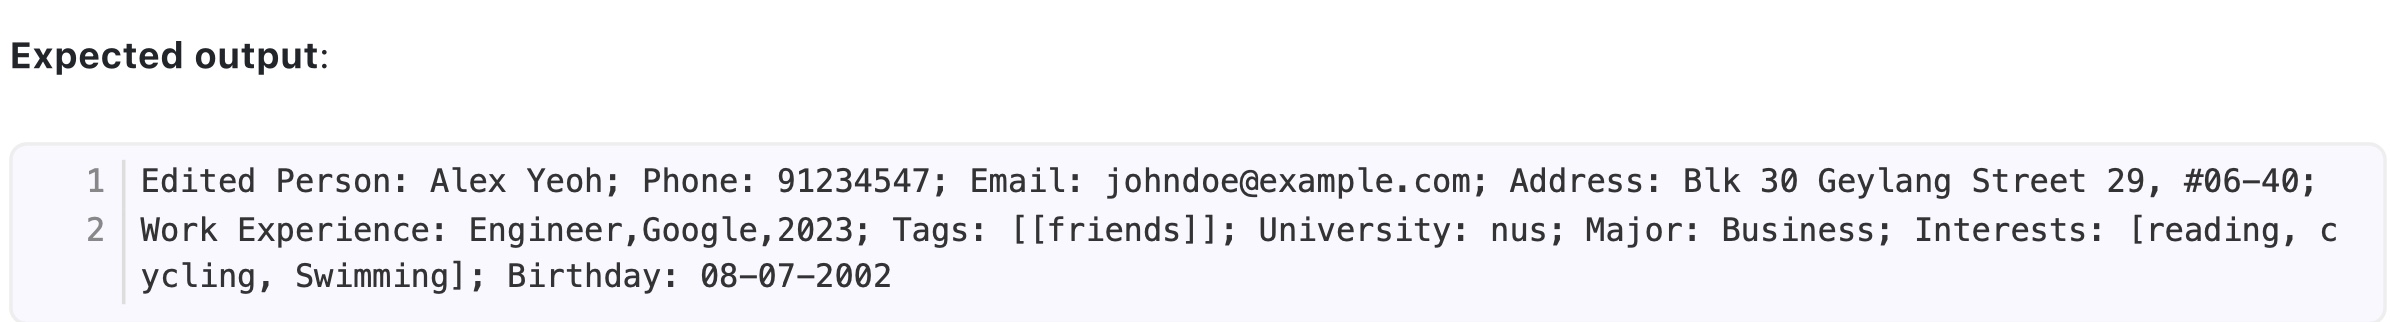 Expected output:
1 Edited Person: Alex Yeoh; Phone: 91234547; Email: johndoe@example.com; Address: Blk 30 Geylang Street 29, #06-40;
2 Work Experience: Engineer,Google,2023; Tags: [[friends]]; University: nus; Major: Business; Interests: [reading, c
ycling, Swimming]; Birthday: 08-07-2002